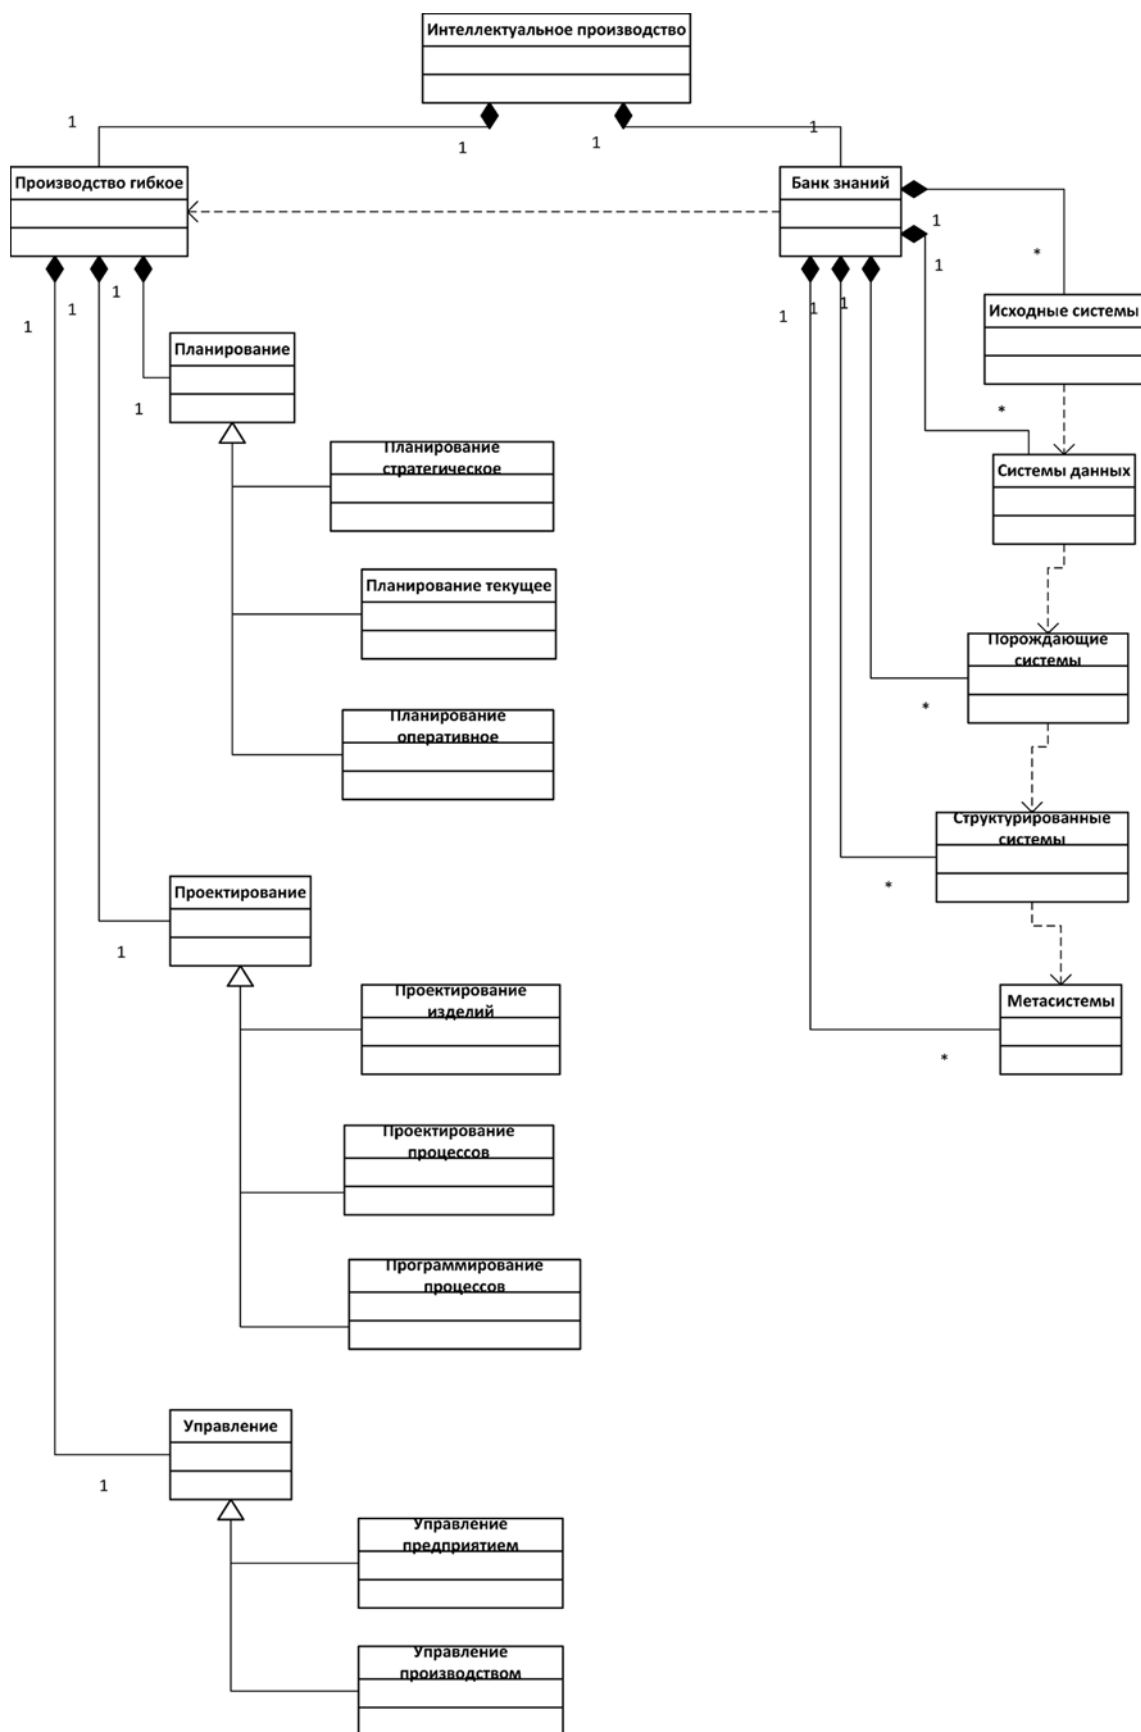 Интеллектуальное производство
1
1
1
1
Производство гибкое
Банк знаний
1
1
1
1
1
*
1
1
1
Исходные системы
Планирование
1
*
Планирование
стратегическое
Системы данных
Планирование текущее
Порождающие
системы
*
Планирование
оперативное
Структурированные
системы
*
Проектирование
1
Проектирование
изделий
Метасистемы
*
Проектирование
процессов
Программирование
процессов
Управление
1
Управление
предприятием
Управление
производством